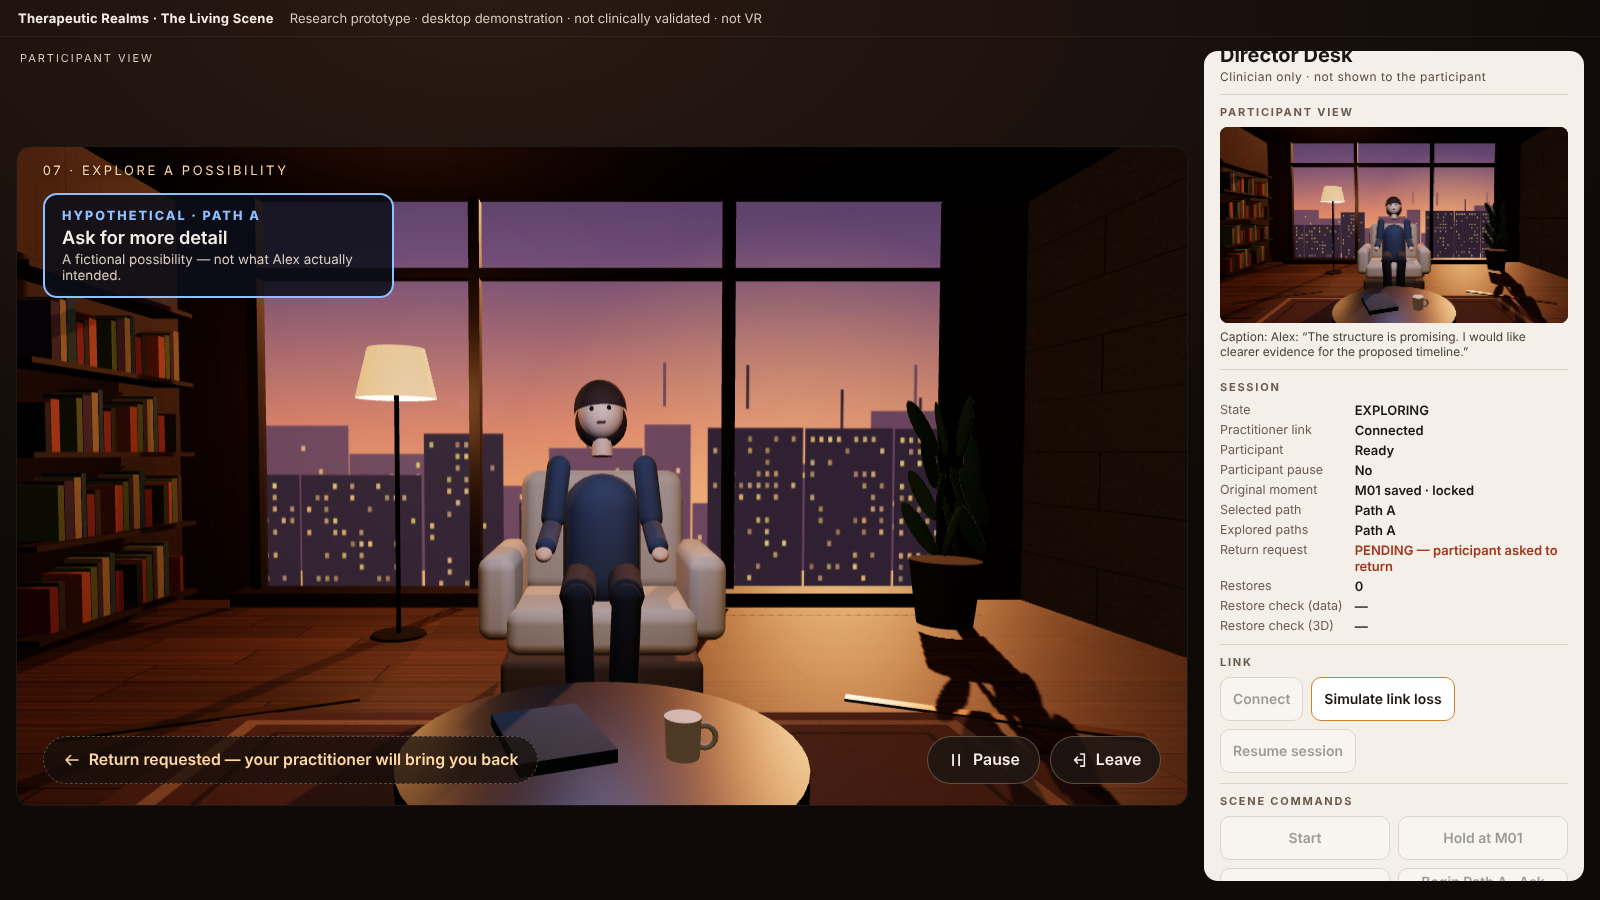 Therapeutic Realms · The Living Scene
Research prototype · desktop demonstration · not clinically validated · not VR
PARTICIPANT VIEW
07 · EXPLORE A POSSIBILITY
HYPOTHETICAL · PATH A
Ask for more detail
A fictional possibility — not what Alex actually
intended.
Return requested — your practitioner will bring you back
Pause
Leave
Director Desk
Clinician only · not shown to the participant
PARTICIPANT VIEW
Caption: Alex: “The structure is promising. I would like
clearer evidence for the proposed timeline.”
SESSION
State EXPLORING
Practitioner link Connected
Participant Ready
Participant pause No
Original moment M01 saved · locked
Selected path Path A
Explored paths Path A
Return request PENDING — participant asked to
return
Restores 0
Restore check (data) —
Restore check (3D) —
LINK
Connect
Simulate link loss
Resume session
SCENE COMMANDS
Start
Hold at M01
Begin Path A · Ask